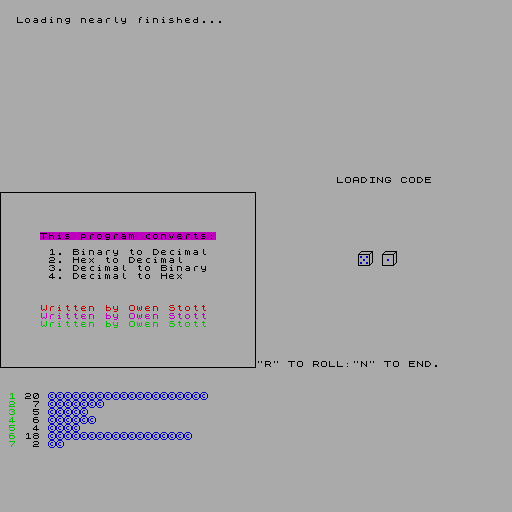 Loading nearly finished...
LOADING CODE
This program converts:
1. Binary to Decimal
2. Hex to Decimal
3. Decimal to Binary
4. Decimal to Hex
Written by Owen Stott
Written by Owen Stott
Written by Owen Stott
"R" TO ROLL:"N" TO END.
1 20 ©©©©©©©©©©©©©©©©©©©©
2 7 ©©©©©©©
3 5 ©©©©©
4 6 ©©©©©©
5 4 ©©©©
6 18 ©©©©©©©©©©©©©©©©©©
7 2 ©©